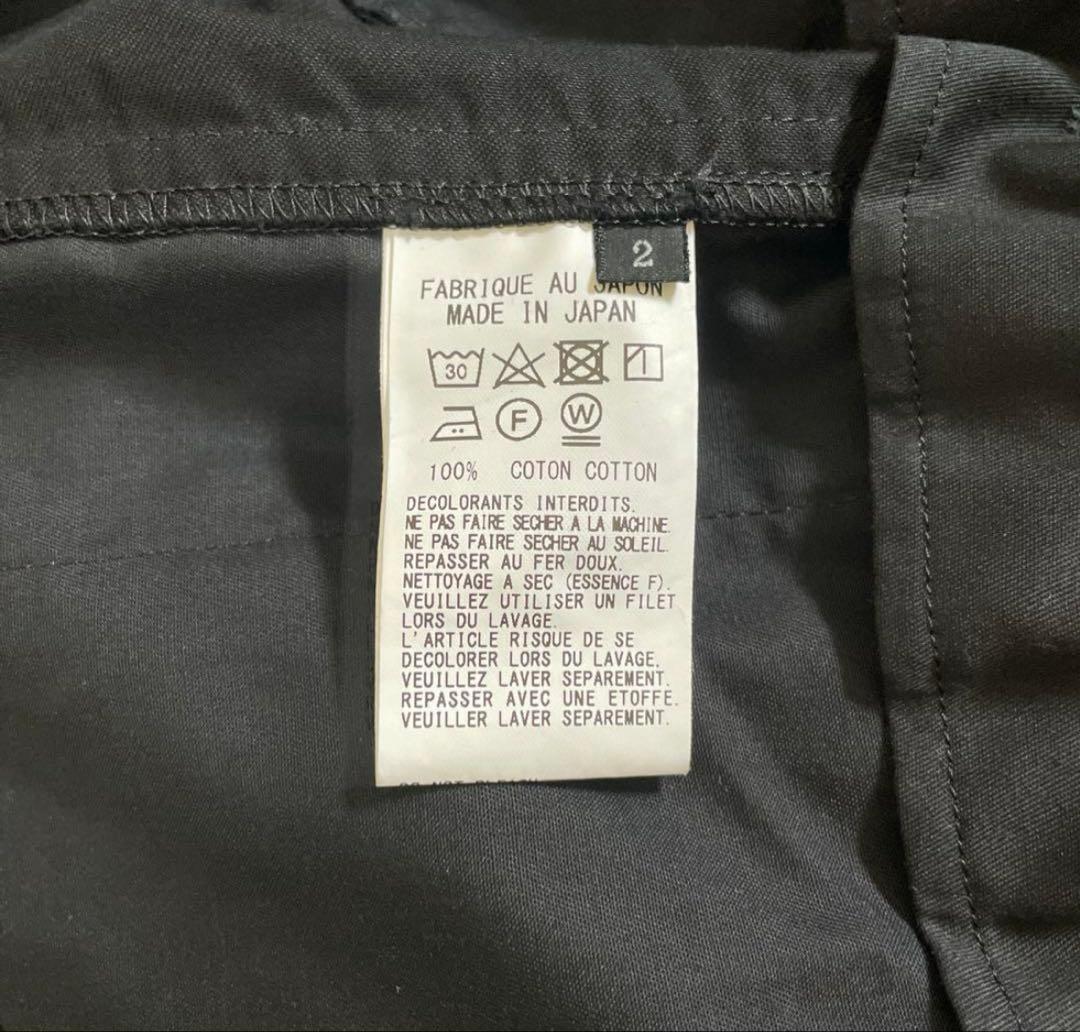 2
FABRIQUE AU JAPON
MADE IN JAPAN
30
F
W
100% COTON COTTON
DECOLORANTS INTERDITS.
NE PAS FAIRE SECHER A LA MACHINE.
NE PAS FAIRE SECHER AU SOLEIL.
REPASSER AU FER DOUX.
NETTOYAGE A SEC (ESSENCE F).
VEUILLEZ UTILISER UN FILET
LORS DU LAVAGE.
L'ARTICLE RISQUE DE SE
DECOLORER LORS DU LAVAGE,
VEUILLEZ LAVER SEPAREMENT.
REPASSER AVEC UNE ETOFFE.
VEUILLER LAVER SEPAREMENT.
DO NOT BLEACH